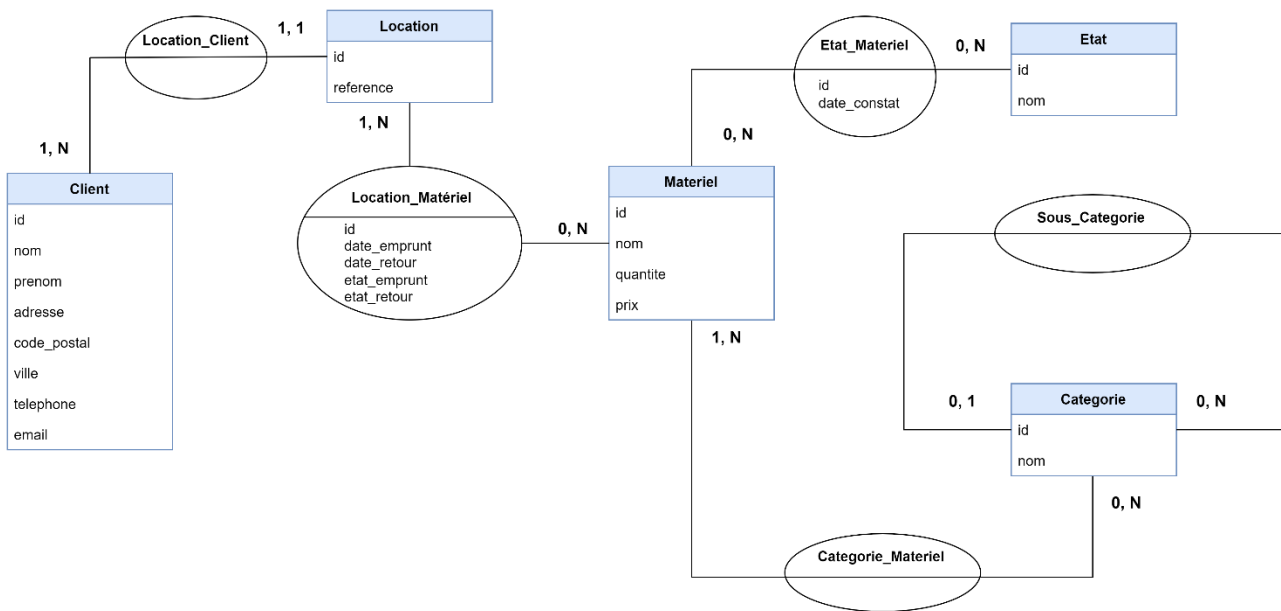 Location_Client
1, 1
Location
id
reference
1, N
1, N
Client
id
nom
prenom
adresse
code_postal
ville
telephone
email
Location_Matériel
id
date_emprunt
date_retour
etat_emprunt
etat_retour
0, N
Etat_Materiel
id
date_constat
0, N
Etat
id
nom
0, N
Materiel
id
nom
quantite
prix
1, N
Sous_Categorie
0, 1
Categorie
id
nom
0, N
0, N
Categorie_Materiel